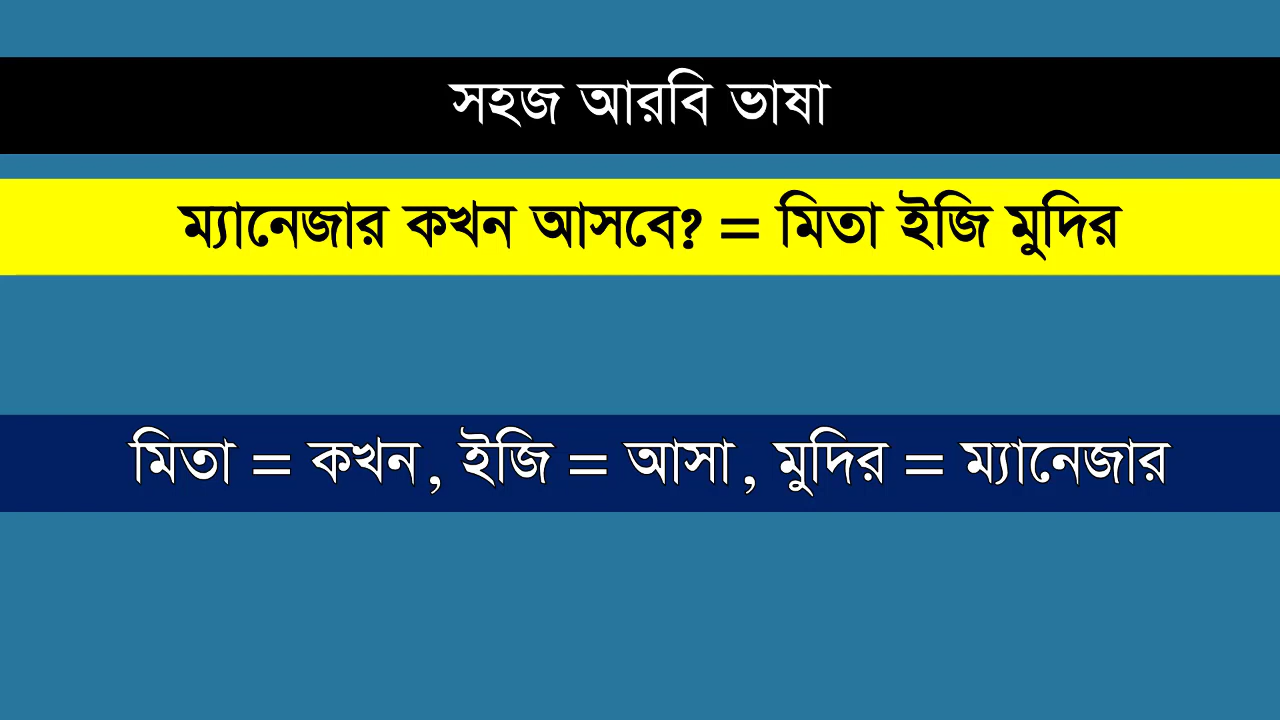 সহজ আরবি ভাষা
ম্যানেজার কখন আসবে? = মিতা ইজি মুদির
মিতা = কখন, ইজি = আসা, মুদির = ম্যানেজার